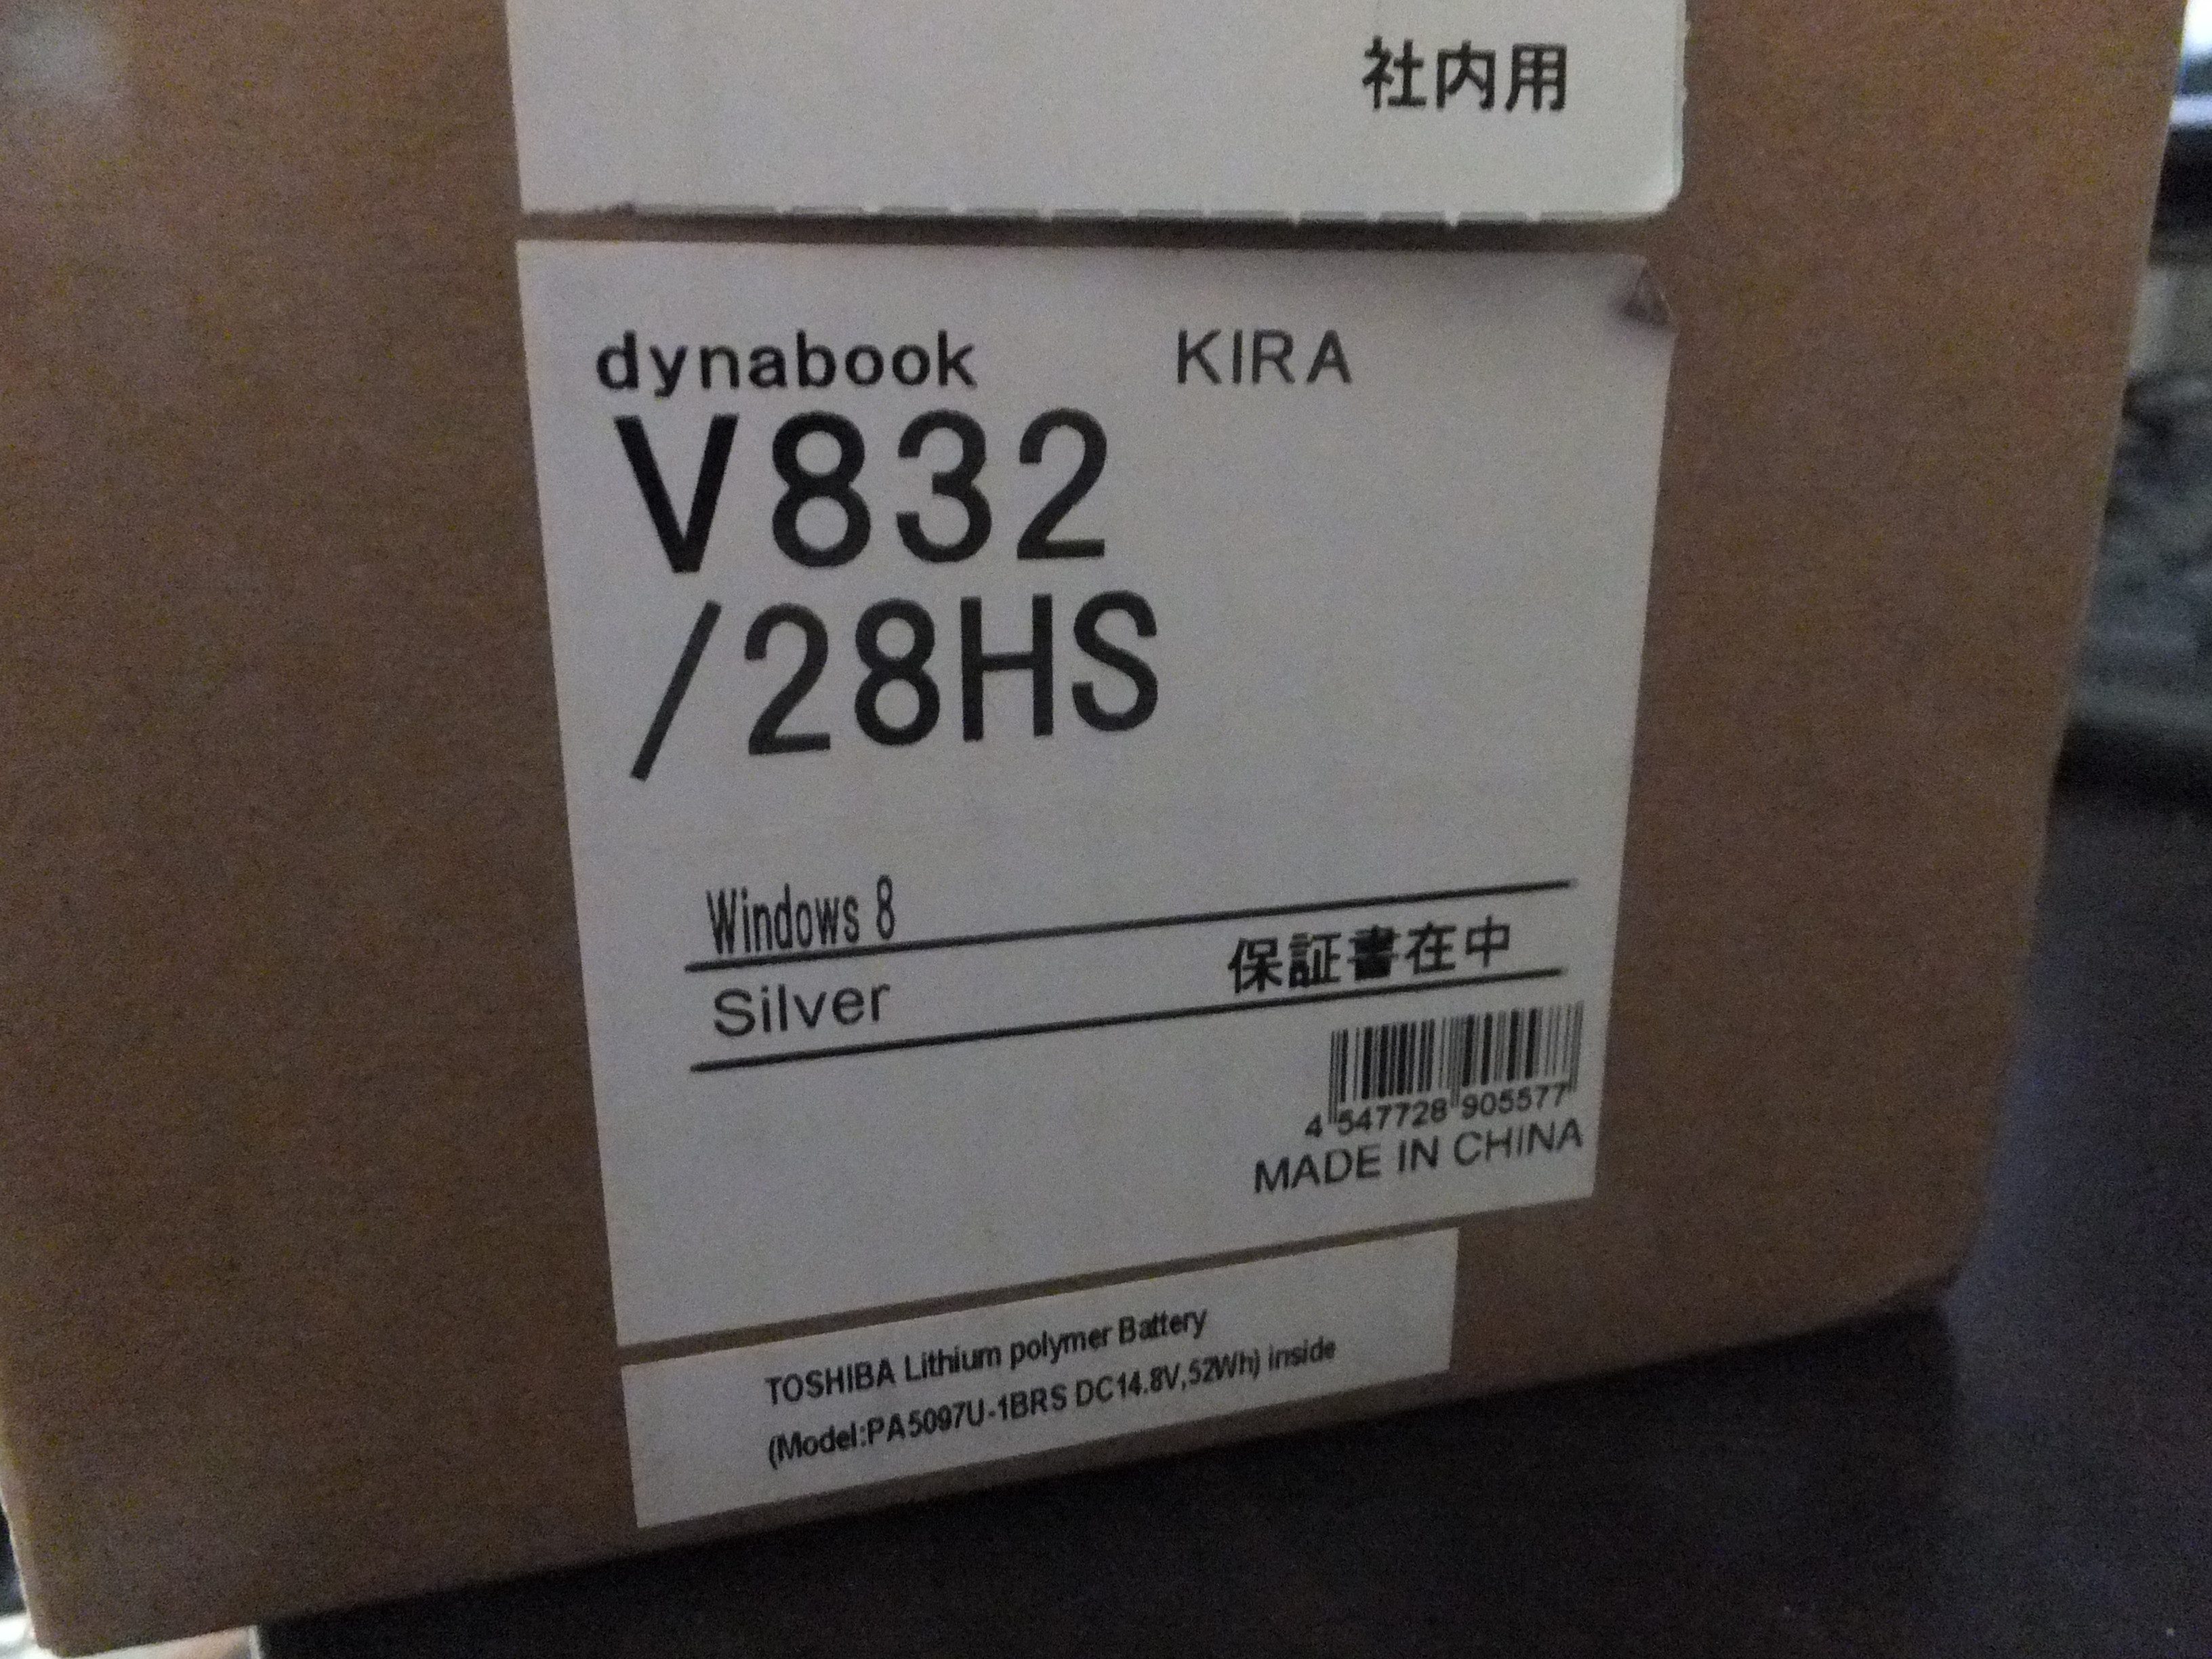 社内用
dynabook KIRA
V832
/28HS
Windows 8
保証書在中
Silver
4 547728 905577
MADE IN CHINA
TOSHIBA Lithium polymer Battery
(Model:PA5097U-1BRS DC14.8V,52Wh) inside